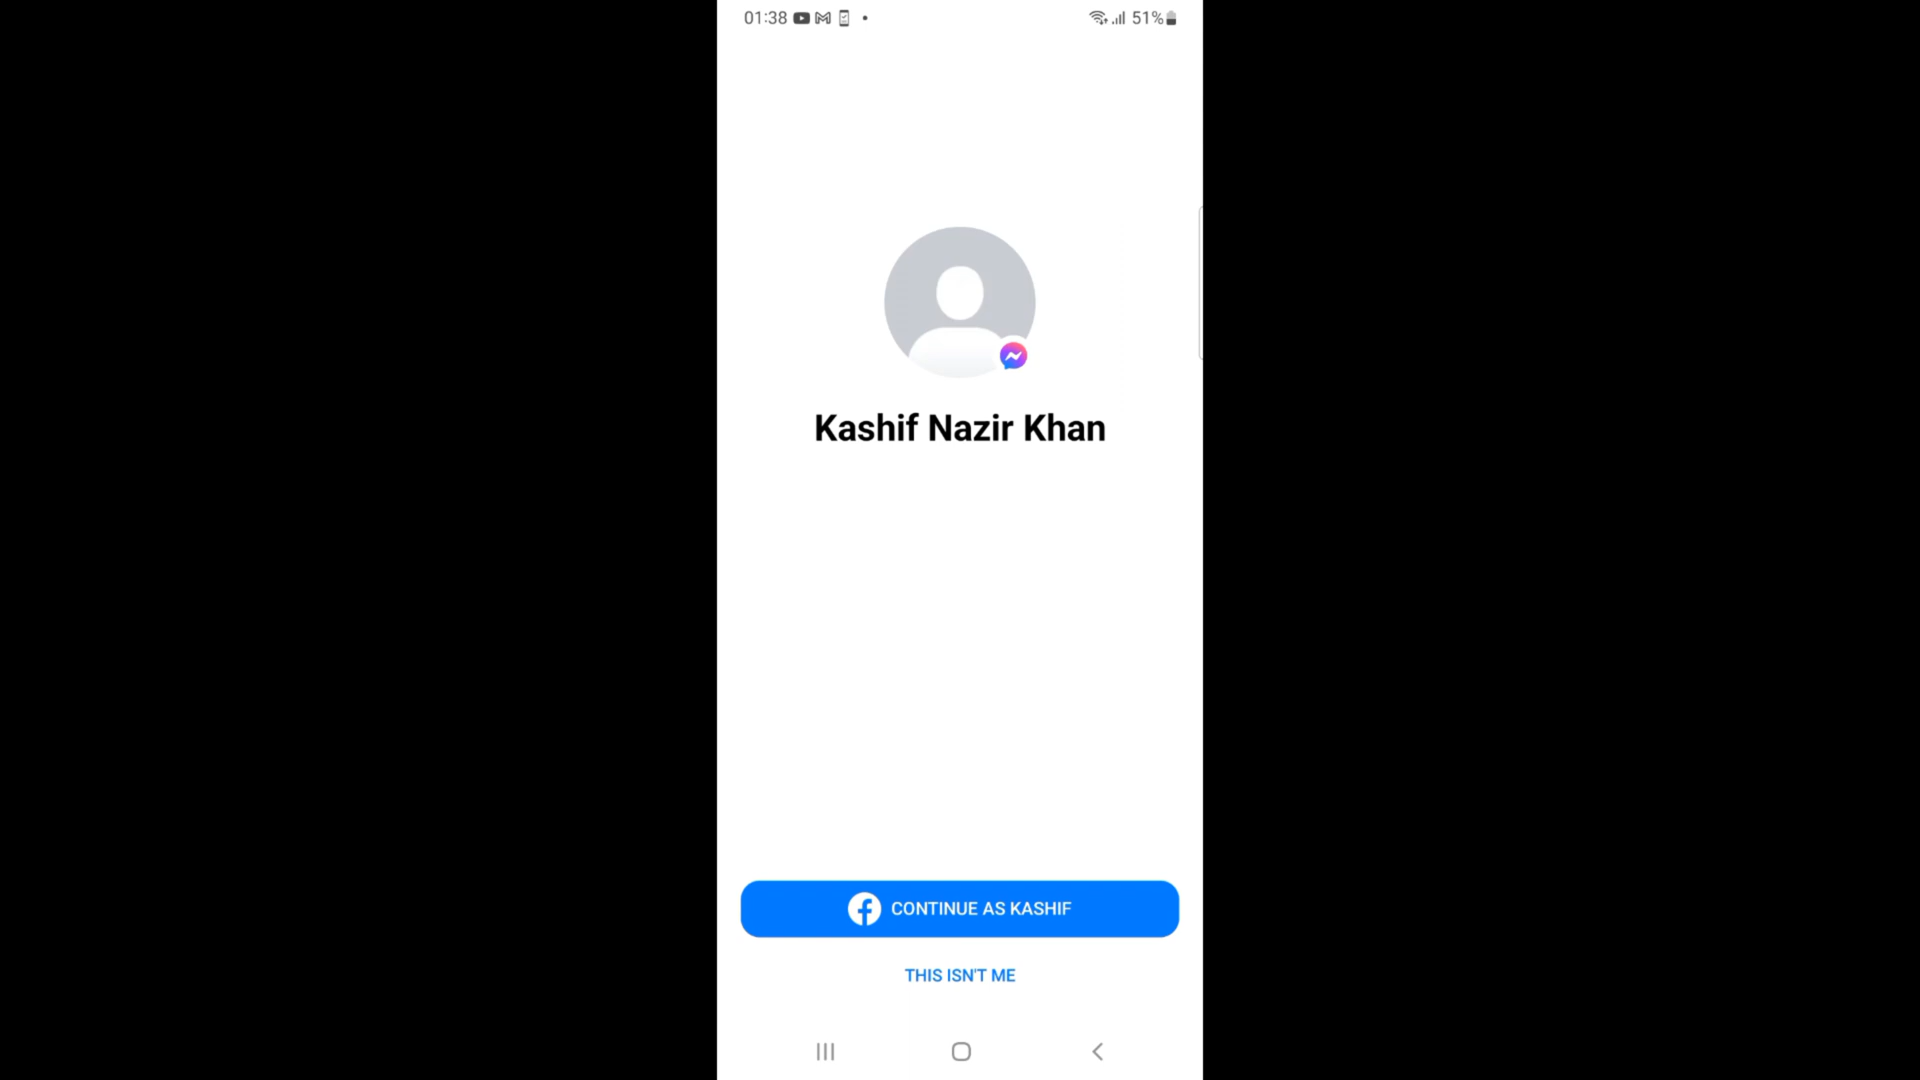 01:38 51%
Kashif Nazir Khan
CONTINUE AS KASHIF
THIS ISN'T ME